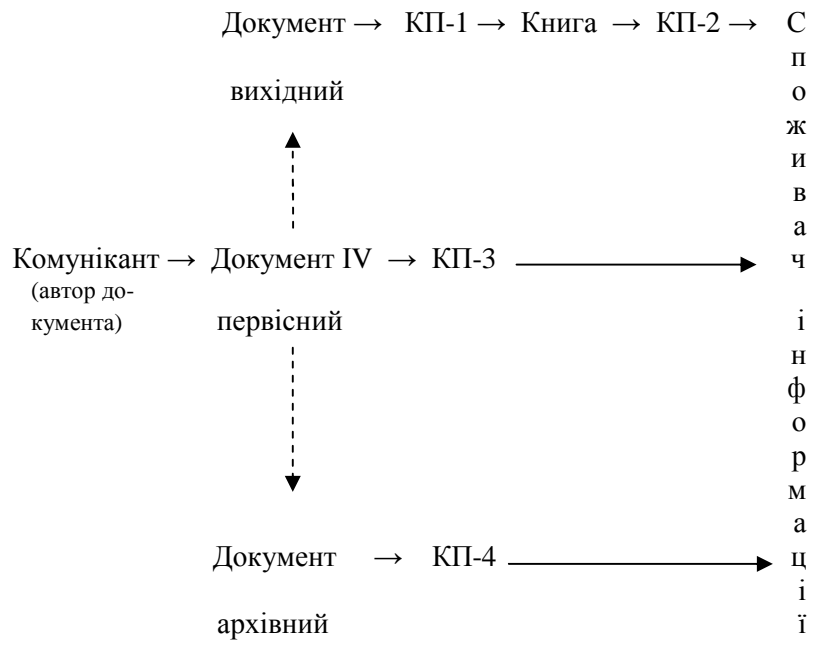 Документ → КП-1 → Книга → КП-2 →
вихідний
Комунікант → Документ IV → КП-3
(автор до-
кумента)
первісний
Документ → КП-4
архівний
Споживач інформації